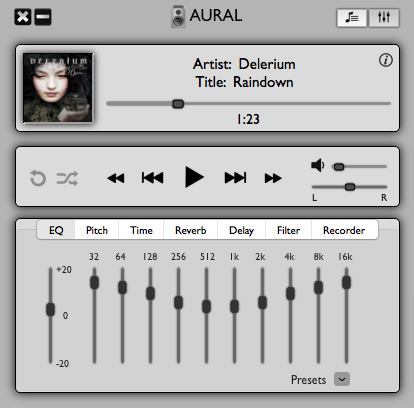 AURAL
DELERIUM
Artist: Delerium
Title: Raindown
1:23
L R
EQ Pitch Time Reverb Delay Filter Recorder
32 64 128 256 512 1k 2k 4k 8k 16k
+20
0
-20
Presets